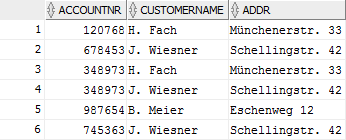 ACCOUNTNR CUSTOMERNAME ADDR
1 120768 H. Fach Münchenerstr. 33
2 678453 J. Wiesner Schellingstr. 42
3 348973 H. Fach Münchenerstr. 33
4 348973 J. Wiesner Schellingstr. 42
5 987654 B. Meier Eschenweg 12
6 745363 J. Wiesner Schellingstr. 42